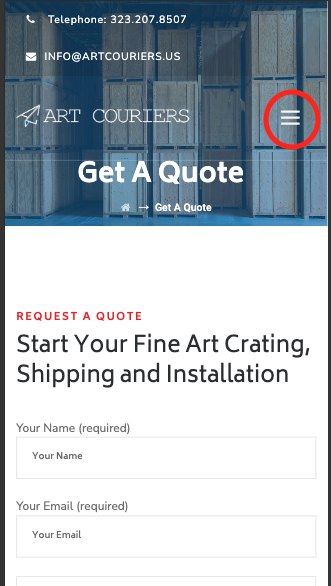 Telephone: 323.207.8507
INFO@ARTCOURIERS.US
ART COURIERS
Get A Quote
→ Get A Quote
REQUEST A QUOTE
Start Your Fine Art Crating,
Shipping and Installation
Your Name (required)
Your Name
Your Email (required)
Your Email